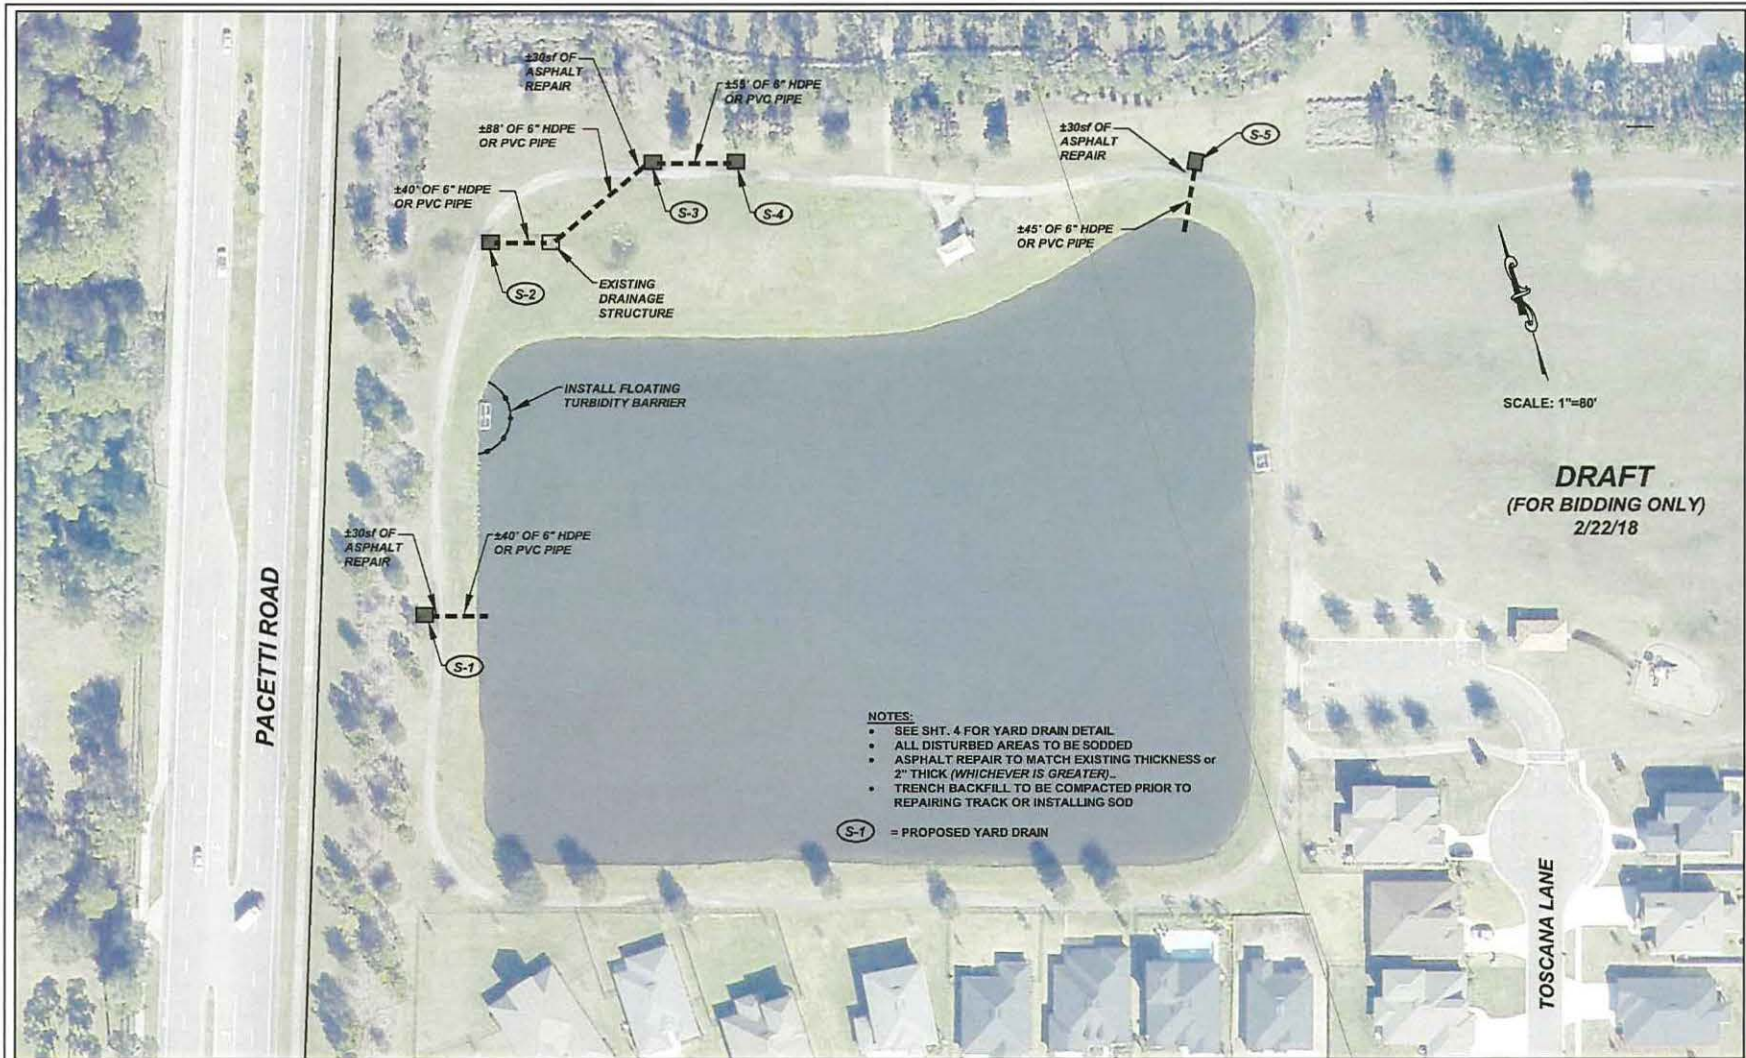 ±30sf OF
ASPHALT
REPAIR
±55' OF 6" HDPE
OR PVC PIPE
±88' OF 6" HDPE
OR PVC PIPE
±40' OF 6" HDPE
OR PVC PIPE
S-3
S-4
S-2
EXISTING
DRAINAGE
STRUCTURE
±30sf OF
ASPHALT
REPAIR
S-5
±45' OF 6" HDPE
OR PVC PIPE
SCALE: 1"=80'
INSTALL FLOATING
TURBIDITY BARRIER
DRAFT
(FOR BIDDING ONLY)
2/22/18
±30sf OF
ASPHALT
REPAIR
±40' OF 6" HDPE
OR PVC PIPE
S-1
PACETTI ROAD
NOTES:
• SEE SHT. 4 FOR YARD DRAIN DETAIL
• ALL DISTURBED AREAS TO BE SODDED
• ASPHALT REPAIR TO MATCH EXISTING THICKNESS or
2" THICK (WHICHEVER IS GREATER)..
• TRENCH BACKFILL TO BE COMPACTED PRIOR TO
REPAIRING TRACK OR INSTALLING SOD
S-1 = PROPOSED YARD DRAIN
TOSCANA LANE